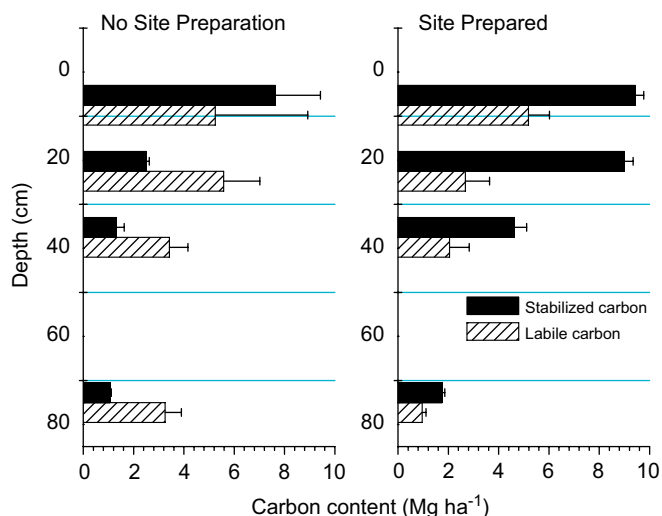 No Site Preparation
Site Prepared
Depth (cm)
0
20
40
60
80
0
20
40
60
80
Stabilized carbon
Labile carbon
0 2 4 6 8 10
0 2 4 6 8 10
Carbon content (Mg ha⁻¹)